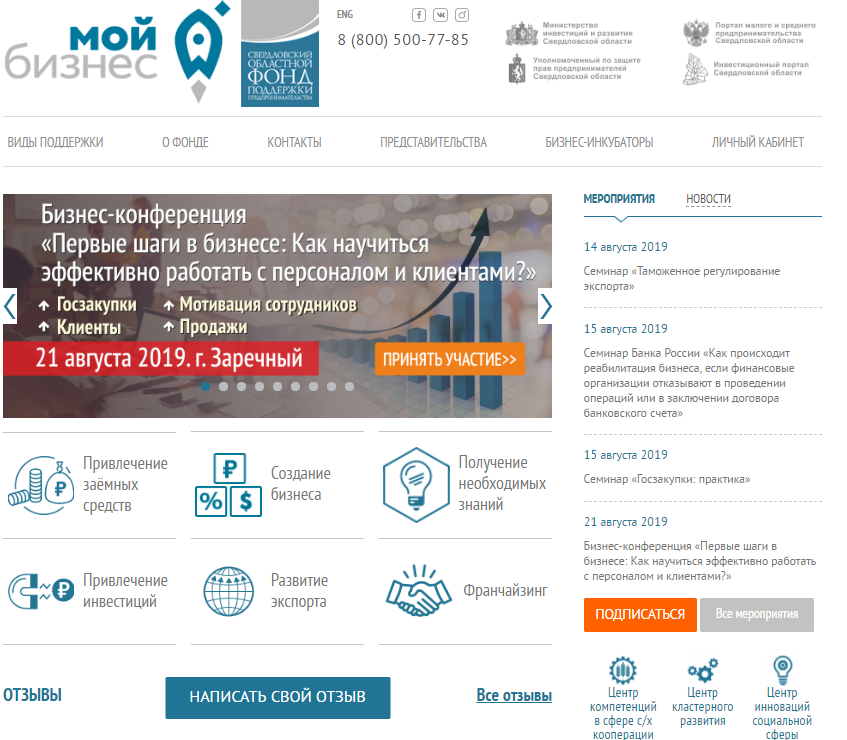 мой
бизнес
СВЕРДЛОВСКИЙ
ОБЛАСТНОЙ
ФОНД
ПОДДЕРЖКИ
ПРЕДПРИНИМАТЕЛЬСТВА
ENG
8 (800) 500-77-85
Министерство
инвестиций и развития
Свердловской области
Уполномоченный по защите
прав предпринимателей
Свердловской области
Портал малого и среднего
предпринимательства
Свердловской области
Инвестиционный портал
Свердловской области
ВИДЫ ПОДДЕРЖКИ
О ФОНДЕ
КОНТАКТЫ
ПРЕДСТАВИТЕЛЬСТВА
БИЗНЕС-ИНКУБАТОРЫ
ЛИЧНЫЙ КАБИНЕТ
Бизнес-конференция
«Первые шаги в бизнесе: Как научиться
эффективно работать с персоналом и клиентами?»
Госзакупки
Мотивация сотрудников
Клиенты
Продажи
21 августа 2019. г. Заречный
ПРИНЯТЬ УЧАСТИЕ>>
Привлечение
заёмных
средств
₽
Создание
бизнеса
₽
% $
Получение
необходимых
знаний
Привлечение
инвестиций
₽
Развитие
экспорта
Франчайзинг
ОТЗЫВЫ
НАПИСАТЬ СВОЙ ОТЗЫВ
Все отзывы
МЕРОПРИЯТИЯ
НОВОСТИ
14 августа 2019
Семинар «Таможенное регулирование
экспорта»
15 августа 2019
Семинар Банка России «Как происходит
реабилитация бизнеса, если финансовые
организации отказывают в проведении
операций или в заключении договора
банковского счета»
15 августа 2019
Семинар «Госзакупки: практика»
21 августа 2019
Бизнес-конференция «Первые шаги в
бизнесе: Как научиться эффективно работать
с персоналом и клиентами?»
ПОДПИСАТЬСЯ
Все мероприятия
Центр
компетенций
в сфере с/х
кооперации
Центр
кластерного
развития
Центр
инноваций
социальной
сферы